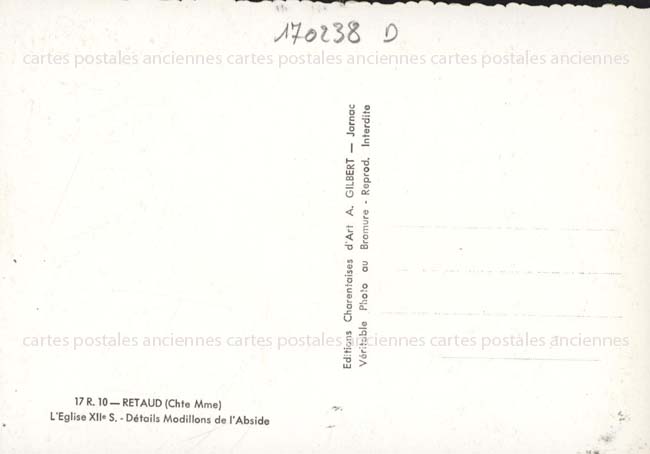 170238 D
cartes postales anciennes cartes postales anciennes cartes postales anciennes
Editions Charentaises d'Art A. GILBERT — Jarnac
Véritable Photo au Bromure - Reprod. Interdite
cartes postales anciennes cartes postales anciennes cartes postales anciennes
17 R. 10 — RETAUD (Chte Mme)
L'Eglise XIIe S. - Détails Modillons de l'Abside